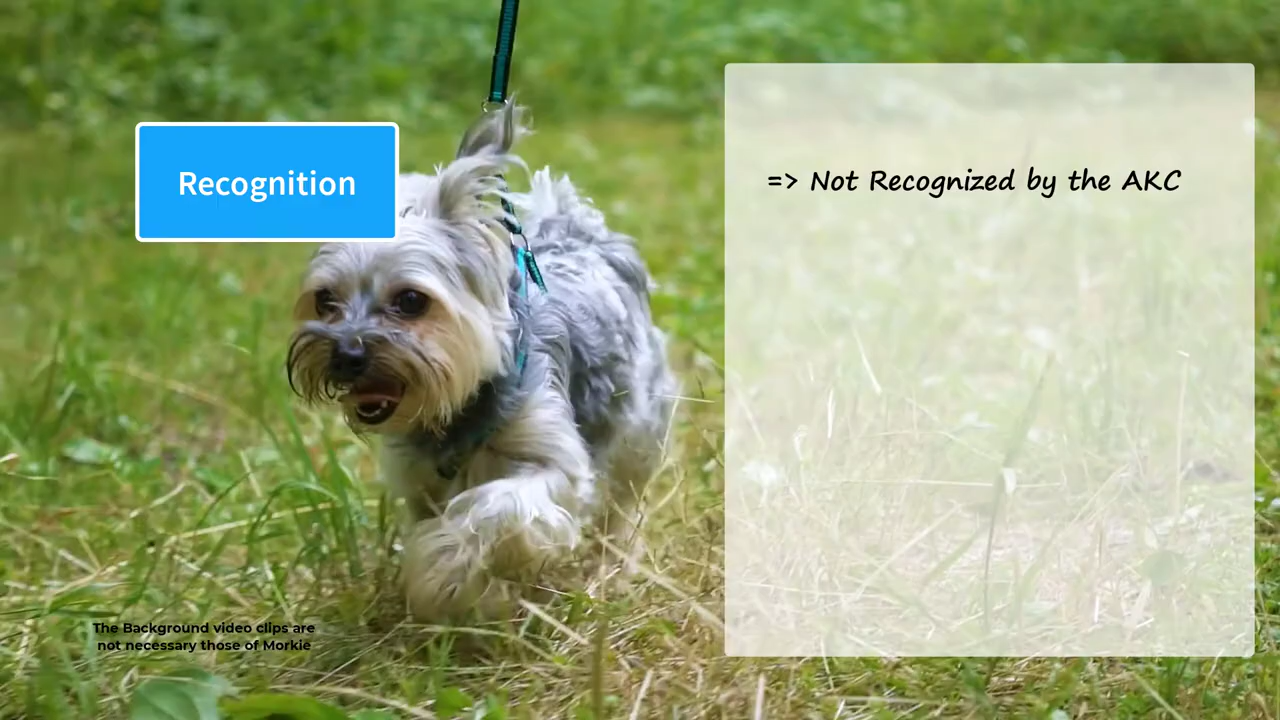 Recognition
=> Not Recognized by the AKC
The Background video clips are
not necessary those of Morkie